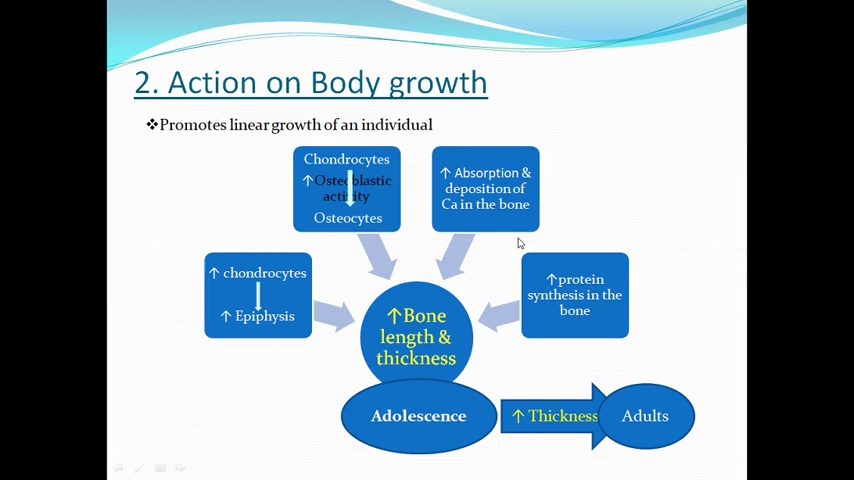 2. Action on Body growth
❖Promotes linear growth of an individual
Chondrocytes
↑Osteoblastic
activity
Osteocytes
↑ Absorption &
deposition of
Ca in the bone
↑ chondrocytes
↑ Epiphysis
↑protein
synthesis in the
bone
↑Bone
length &
thickness
Adolescence
↑ Thickness
Adults